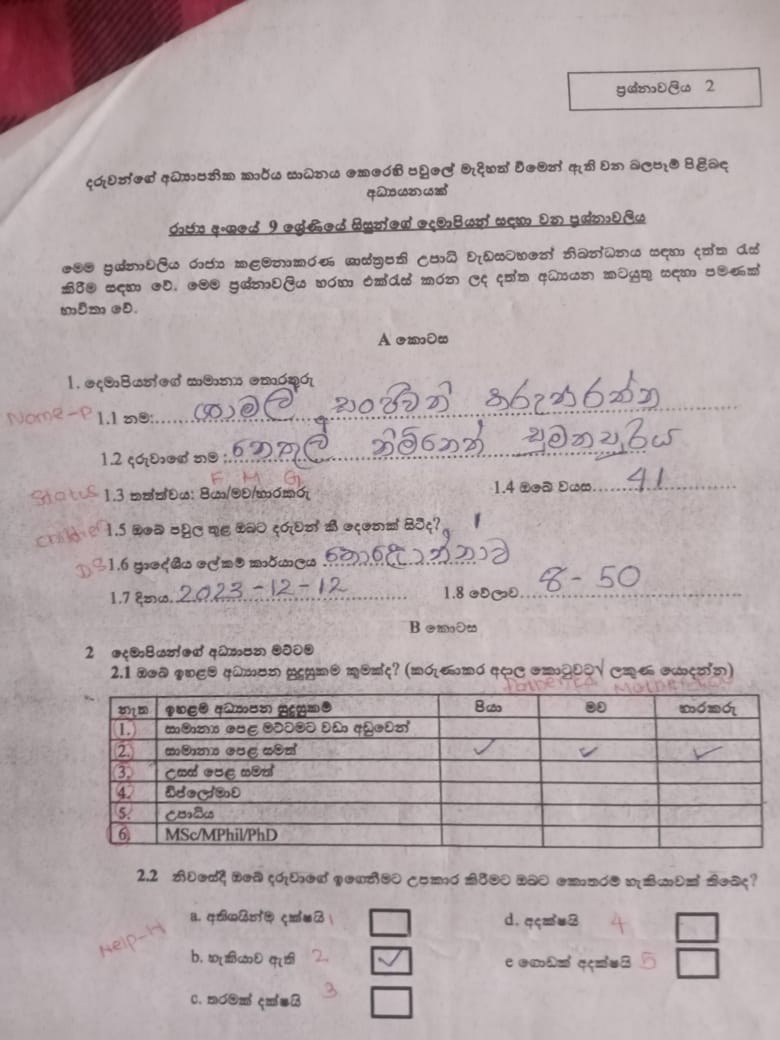 ප්‍රශ්නාවලිය 2
දරුවන්ගේ අධ්‍යාපනික කාර්ය සාධනය කෙරෙහි පවුලේ මැදිහත් වීමෙන් ඇති වන බලපෑම් පිළිබඳ
අධ්‍යයනයක්
රාජ්‍ය අංශයේ 9 ශ්‍රේණියේ සිසුන්ගේ දෙමාපියන් සඳහා වන ප්‍රශ්නාවලිය
මෙම ප්‍රශ්නාවලිය රාජ්‍ය කළමනාකරණ ශාස්ත්‍රපති උපාධි වැඩසටහනේ නිබන්ධනය සඳහා දත්ත රැස්
කිරීම සඳහා වේ. මෙම ප්‍රශ්නාවලිය හරහා එක්රැස් කරන ලද දත්ත අධ්‍යයන කටයුතු සඳහා පමණක්
භාවිතා වේ.
A කොටස
1. දෙමාපියන්ගේ සාමාන්‍ය තොරතුරු
Name-P 1.1 නම: ශ්‍යාමලී සංජීවනී කරුනාරත්න
1.2 දරුවාගේ නම : නෙතුල් නිම්නෙත් සුමනසූරිය
F M G
Status 1.3 තත්ත්වය: පියා/මව/භාරකරු 1.4 ඔබේ වයස 41
Children 1.5 ඔබේ පවුල තුළ ඔබට දරුවන් කී දෙනෙක් සිටීද? 1
DS 1.6 ප්‍රාදේශීය ලේකම් කාර්යාලය කොළොන්නාව
1.7 දිනය. 2023-12-12 1.8 වේලාව 8-50
B කොටස
2 දෙමාපියන්ගේ අධ්‍යාපන මට්ටම
2.1 ඔබේ ඉහළම අධ්‍යාපන සුදුසුකම කුමක්ද? (කරුණාකර අදාල කොටුවට √ ලකුණ යොදන්න)
තැන ඉහළම අධ්‍යාපන සුදුසුකම පියා මව භාරකරු
1. සාමාන්‍ය පෙළ මට්ටමට වඩා අඩුවෙන්
2. සාමාන්‍ය පෙළ සමත් ✓ ✓ ✓
3. උසස් පෙළ සමත්
4. ඩිප්ලෝමාව
5. උපාධිය
6. MSc/MPhil/PhD
2.2 නිවසේදී ඔබේ දරුවාගේ ඉගෙනීමට උපකාර කිරීමට ඔබට කොතරම් හැකියාවක් තිබේද?
a. අතිශයින්ම දක්ෂයි 1 d. අදක්ෂයි 4
Help-H b. හැකියාව ඇති 2 ✓ e ගොඩක් අදක්ෂයි 5
c. තරමක් දක්ෂයි 3